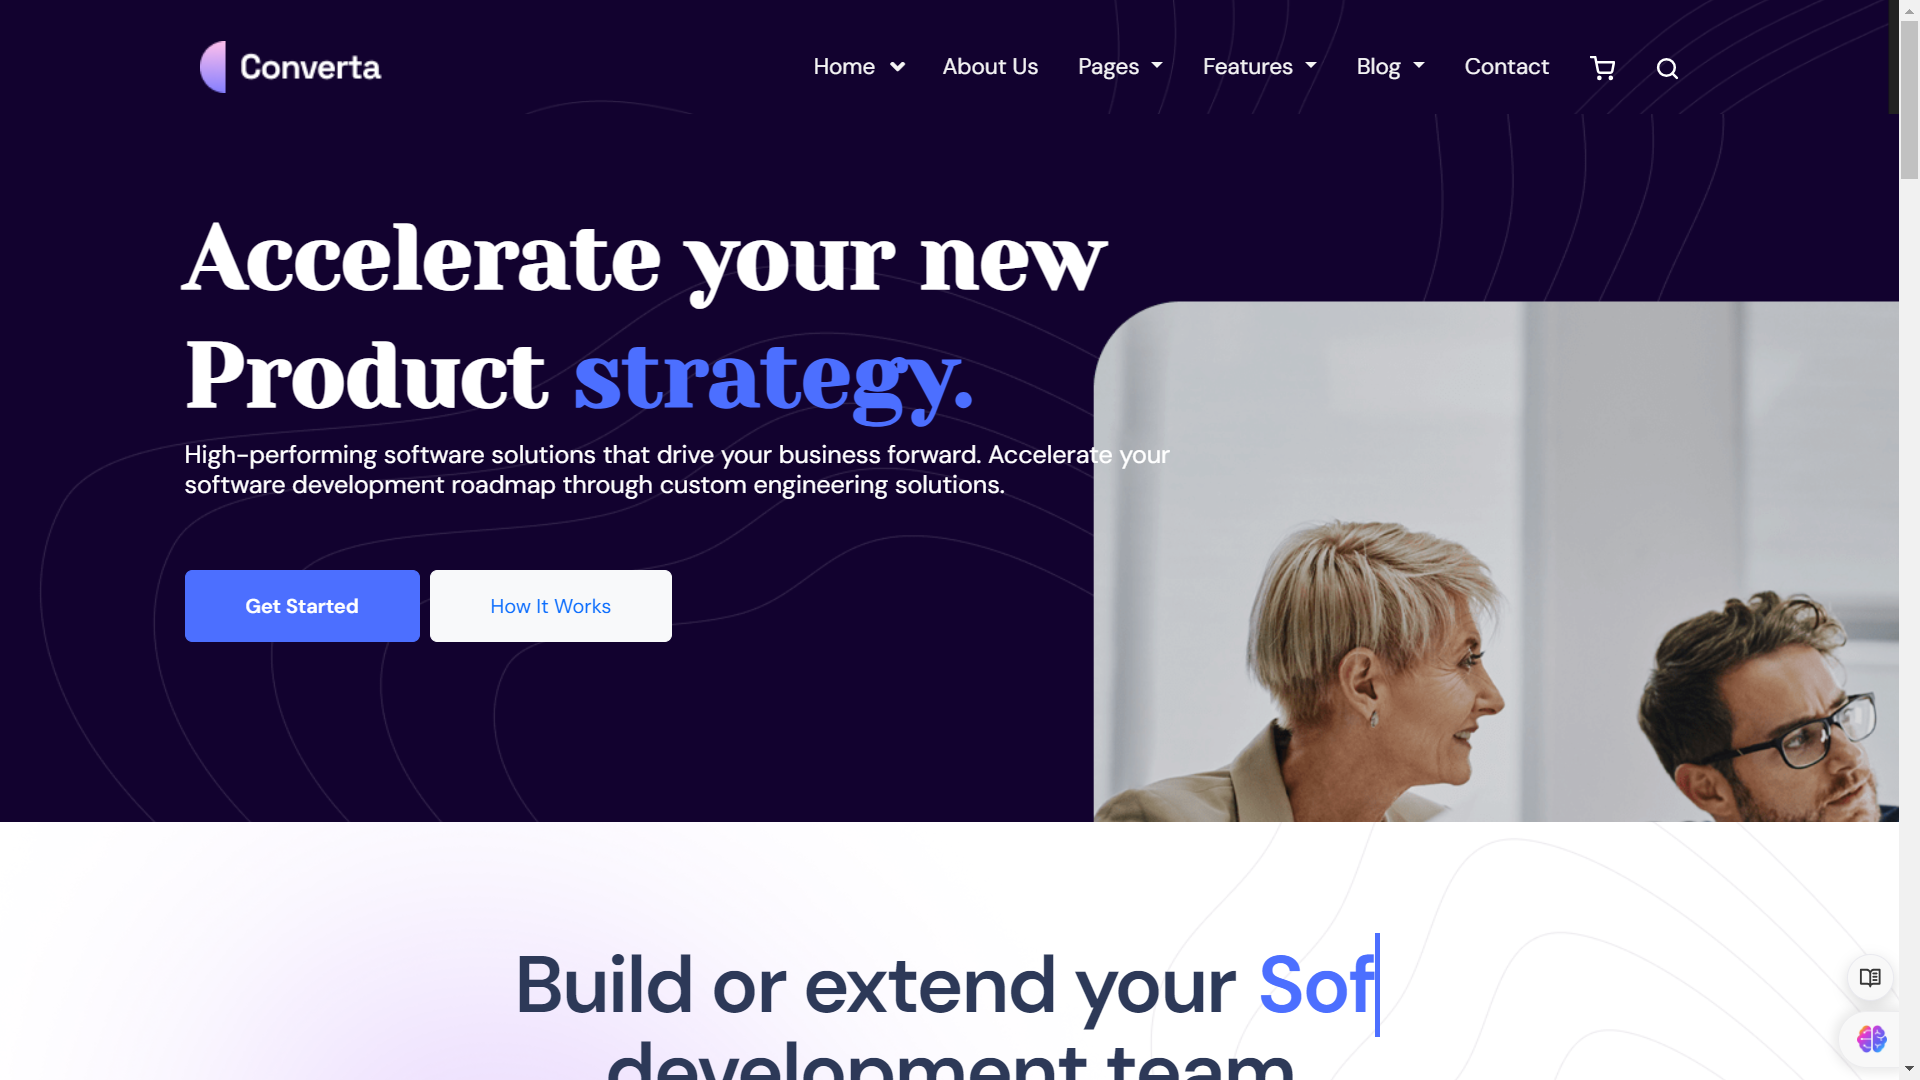 Converta
Home
About Us
Pages
Features
Blog
Contact
Accelerate your new
Product strategy.
High-performing software solutions that drive your business forward. Accelerate your
software development roadmap through custom engineering solutions.
Get Started
How It Works
Build or extend your Sof
development team